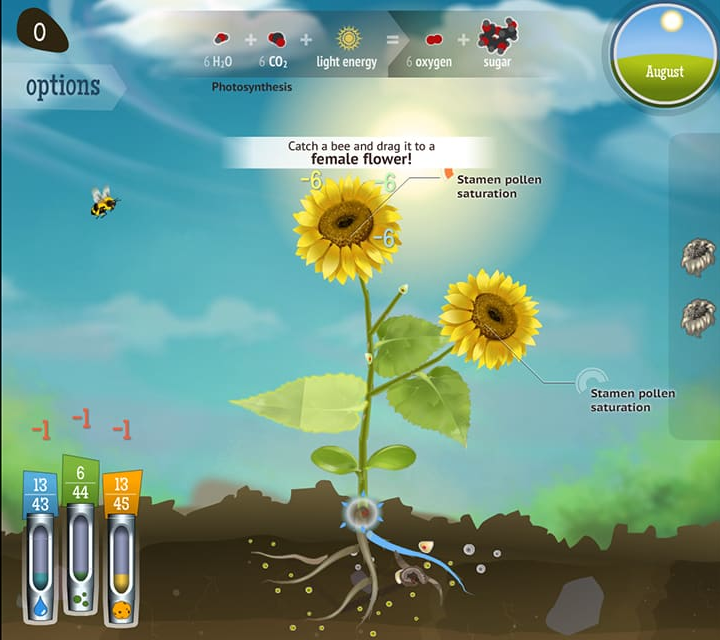 0
6 H₂O + 6 CO₂ + light energy = 6 oxygen + sugar
options
Photosynthesis
August
Catch a bee and drag it to a
female flower!
-6
-6
Stamen pollen
saturation
-6
Stamen pollen
saturation
-1
-1
-1
13
43
6
44
13
45